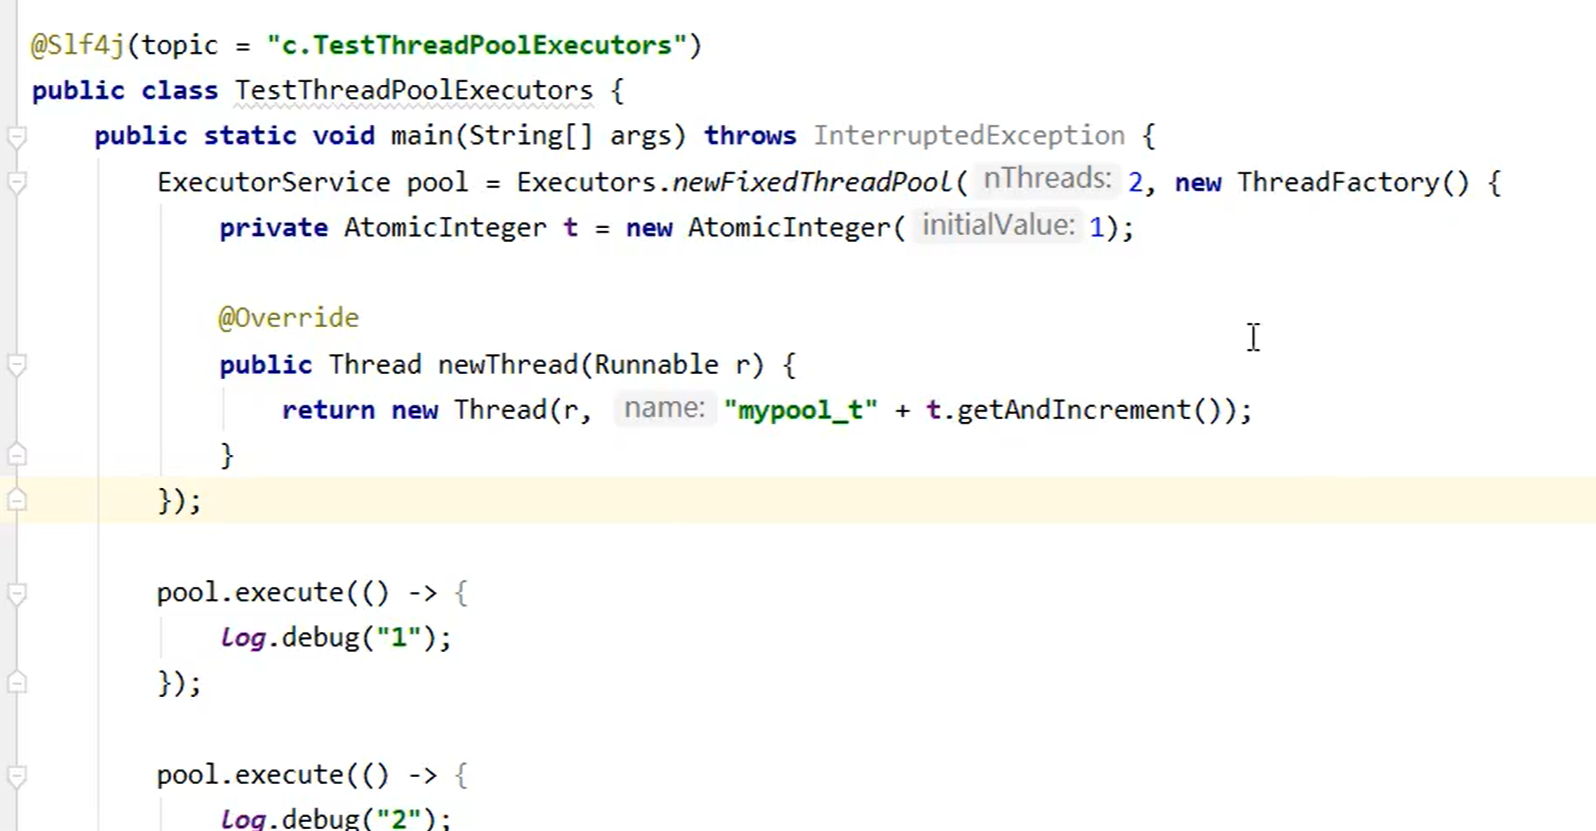 @Slf4j(topic = "c.TestThreadPoolExecutors")
public class TestThreadPoolExecutors {
public static void main(String[] args) throws InterruptedException {
ExecutorService pool = Executors.newFixedThreadPool( nThreads: 2, new ThreadFactory() {
private AtomicInteger t = new AtomicInteger( initialValue: 1);
@Override
public Thread newThread(Runnable r) {
return new Thread(r, name: "mypool_t" + t.getAndIncrement());
}
});
pool.execute(() -> {
log.debug("1");
});
pool.execute(() -> {
log.debug("2");